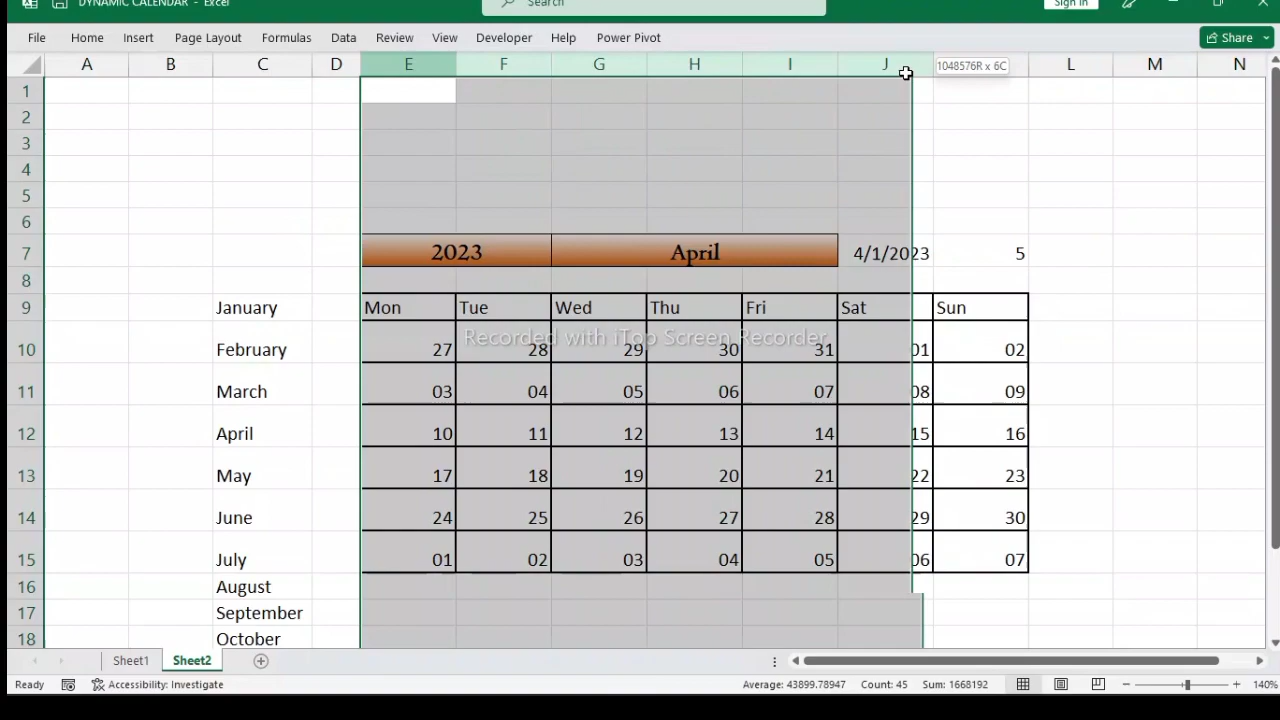 DYNAMIC CALENDAR - Excel
Search
Sign in
File Home Insert Page Layout Formulas Data Review View Developer Help Power Pivot
Share
A B C D E F G H I J L M N
1048576R x 6C
1
2
3
4
5
6
7 2023 April 4/1/2023 5
8
9 January Mon Tue Wed Thu Fri Sat Sun
Recorded with iTop Screen Recorder
10 February 27 28 29 30 31 01 02
11 March 03 04 05 06 07 08 09
12 April 10 11 12 13 14 15 16
13 May 17 18 19 20 21 22 23
14 June 24 25 26 27 28 29 30
15 July 01 02 03 04 05 06 07
16 August
17 September
18 October
Sheet1 Sheet2
Ready Accessibility: Investigate Average: 43899.78947 Count: 45 Sum: 1668192 140%